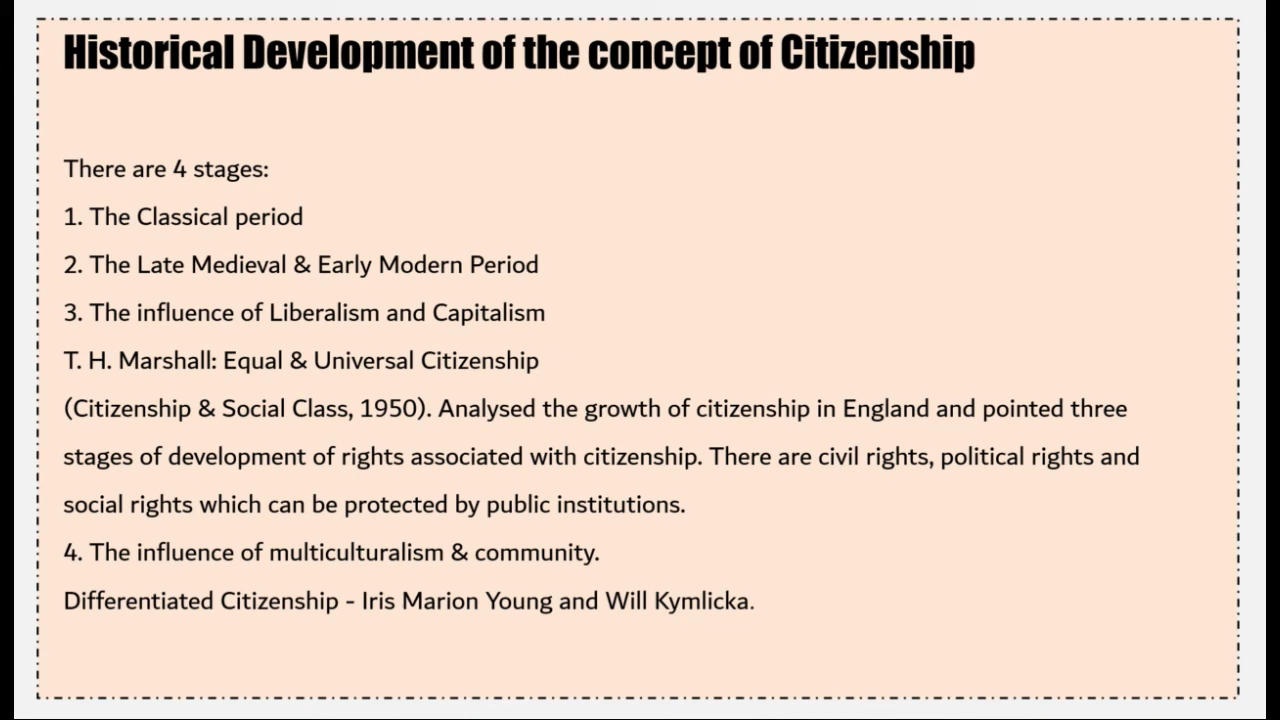 Historical Development of the concept of Citizenship
There are 4 stages:
1. The Classical period
2. The Late Medieval & Early Modern Period
3. The influence of Liberalism and Capitalism
T. H. Marshall: Equal & Universal Citizenship
(Citizenship & Social Class, 1950). Analysed the growth of citizenship in England and pointed three
stages of development of rights associated with citizenship. There are civil rights, political rights and
social rights which can be protected by public institutions.
4. The influence of multiculturalism & community.
Differentiated Citizenship - Iris Marion Young and Will Kymlicka.